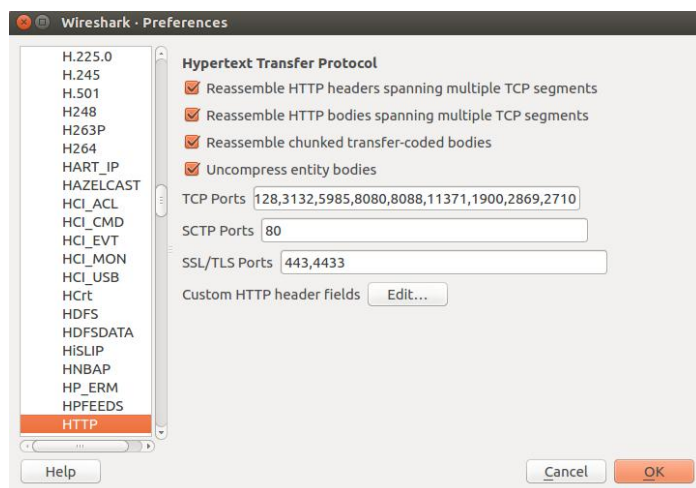 Wireshark · Preferences
H.225.0
H.245
H.501
H248
H263P
H264
HART_IP
HAZELCAST
HCI_ACL
HCI_CMD
HCI_EVT
HCI_MON
HCI_USB
HCrt
HDFS
HDFSDATA
HiSLIP
HNBAP
HP_ERM
HPFEEDS
HTTP
Hypertext Transfer Protocol
Reassemble HTTP headers spanning multiple TCP segments
Reassemble HTTP bodies spanning multiple TCP segments
Reassemble chunked transfer-coded bodies
Uncompress entity bodies
TCP Ports 128,3132,5985,8080,8088,11371,1900,2869,2710
SCTP Ports 80
SSL/TLS Ports 443,4433
Custom HTTP header fields Edit...
Help Cancel OK